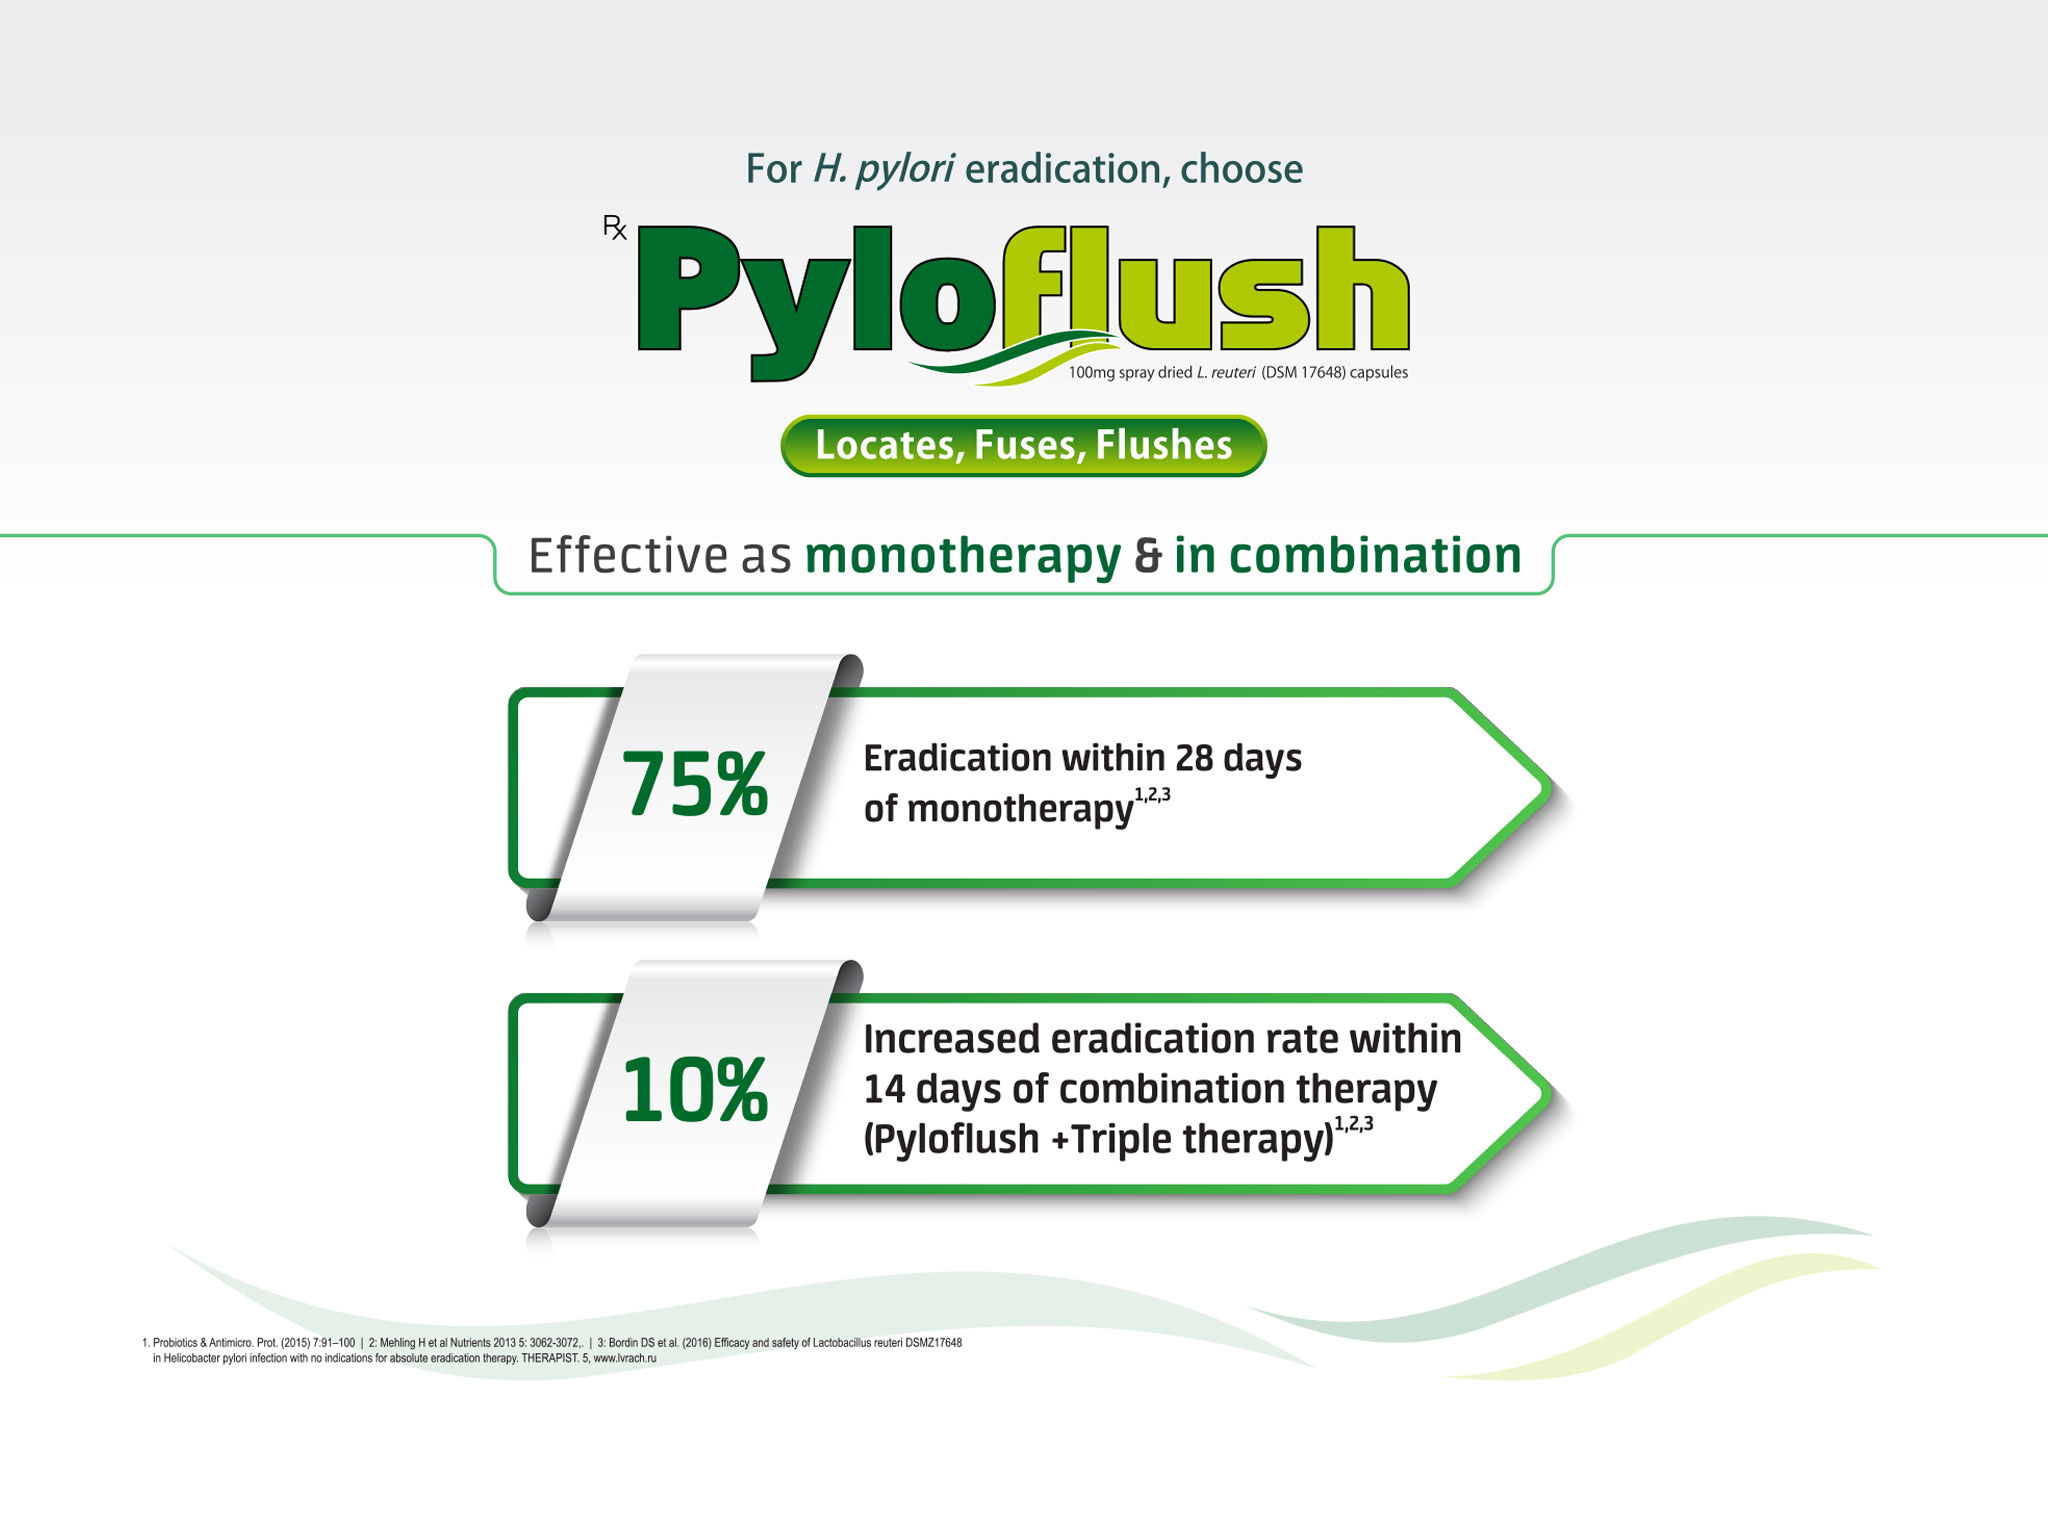 For H. pylori eradication, choose
Rx Pyloflush
100mg spray dried L. reuteri (DSM 17648) capsules
Locates, Fuses, Flushes
Effective as monotherapy & in combination
75%
Eradication within 28 days
of monotherapy1,2,3
10%
Increased eradication rate within
14 days of combination therapy
(Pyloflush +Triple therapy)1,2,3
1. Probiotics & Antimicro. Prot. (2015) 7:91–100 | 2: Mehling H et al Nutrients 2013 5: 3062-3072,. | 3: Bordin DS et al. (2016) Efficacy and safety of Lactobacillus reuteri DSMZ17648
in Helicobacter pylori infection with no indications for absolute eradication therapy. THERAPIST. 5, www.lvrach.ru